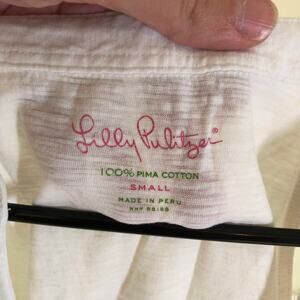 Lilly Pulitzer®
100% PIMA COTTON
SMALL
MADE IN PERU